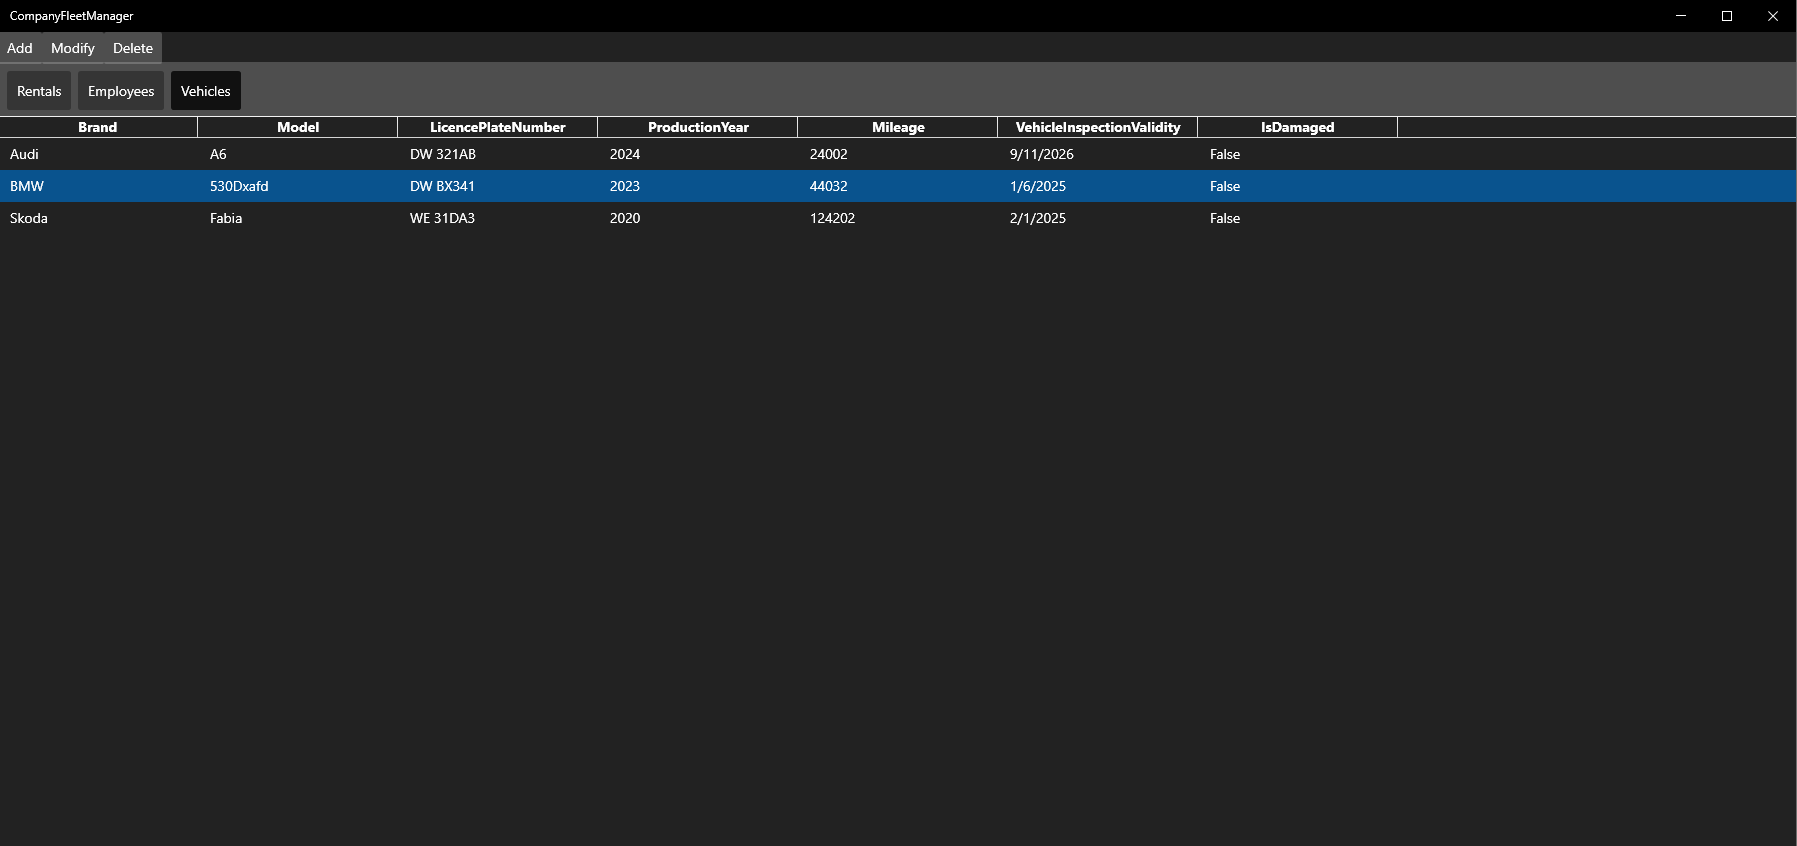 CompanyFleetManager
Add Modify Delete
Rentals Employees Vehicles
Brand Model LicencePlateNumber ProductionYear Mileage VehicleInspectionValidity IsDamaged
Audi A6 DW 321AB 2024 24002 9/11/2026 False
BMW 530Dxafd DW BX341 2023 44032 1/6/2025 False
Skoda Fabia WE 31DA3 2020 124202 2/1/2025 False